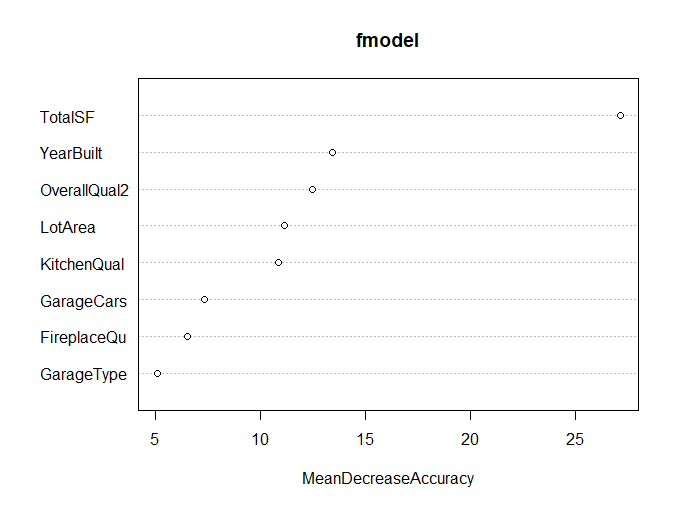 fmodel
TotalSF
YearBuilt
OverallQual2
LotArea
KitchenQual
GarageCars
FireplaceQu
GarageType
5 10 15 20 25
MeanDecreaseAccuracy